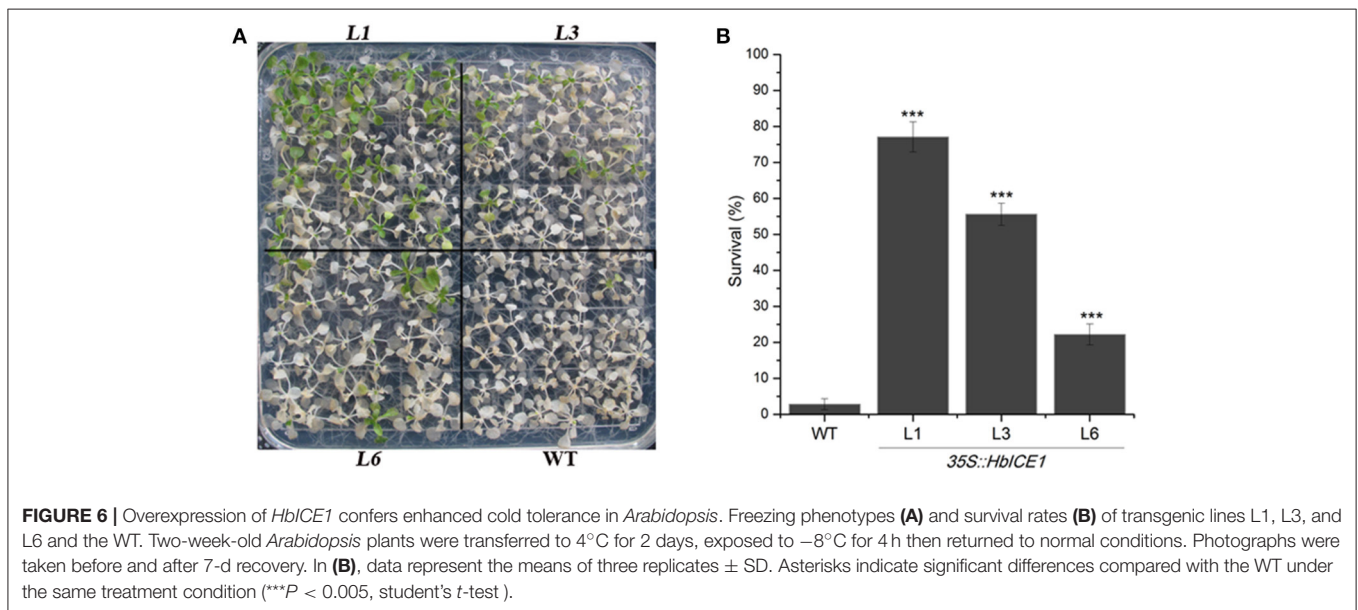 A
L1
L3
L6
WT
B
100
90
80
70
60
50
40
30
20
10
0
Survival (%)
***
***
***
WT
L1
L3
L6
35S::HbICE1
FIGURE 6 | Overexpression of HbICE1 confers enhanced cold tolerance in Arabidopsis. Freezing phenotypes (A) and survival rates (B) of transgenic lines L1, L3, and
L6 and the WT. Two-week-old Arabidopsis plants were transferred to 4°C for 2 days, exposed to −8°C for 4 h then returned to normal conditions. Photographs were
taken before and after 7-d recovery. In (B), data represent the means of three replicates ± SD. Asterisks indicate significant differences compared with the WT under
the same treatment condition (***P < 0.005, student's t-test ).